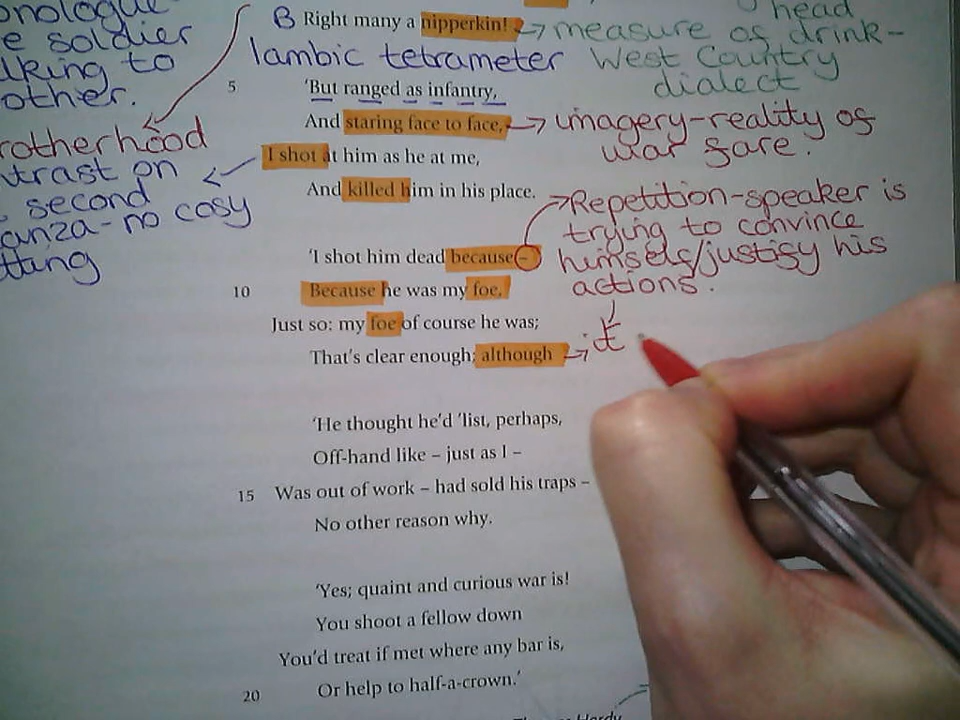 onologue
e soldier
lking to
other.
rotherhood
ntrast on
second
anza - no cosy
tting
B Right many a nipperkin!
→ measure of drink -
West Country
dialect
head
Iambic tetrameter
5 'But ranged as infantry,
And staring face to face,
→ imagery - reality of
war fare.
I shot at him as he at me,
And killed him in his place.
Repetition - speaker is
trying to convince
himself/justify his
actions.
'I shot him dead because –
10 Because he was my foe,
Just so: my foe of course he was;
That's clear enough; although
'He thought he'd 'list, perhaps,
Off-hand like – just as I –
15 Was out of work – had sold his traps –
No other reason why.
'Yes; quaint and curious war is!
You shoot a fellow down
You'd treat if met where any bar is,
20 Or help to half-a-crown.'
Hardy